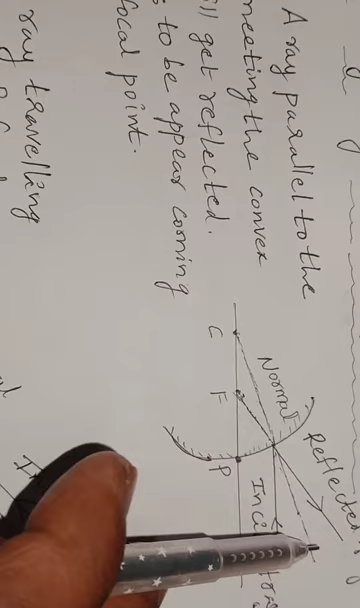 A ray parallel to the
meeting the convex
ill get reflected.
to be appear coming
focal point.
ray travelling
C
F
P
Normal
Reflected
Inci